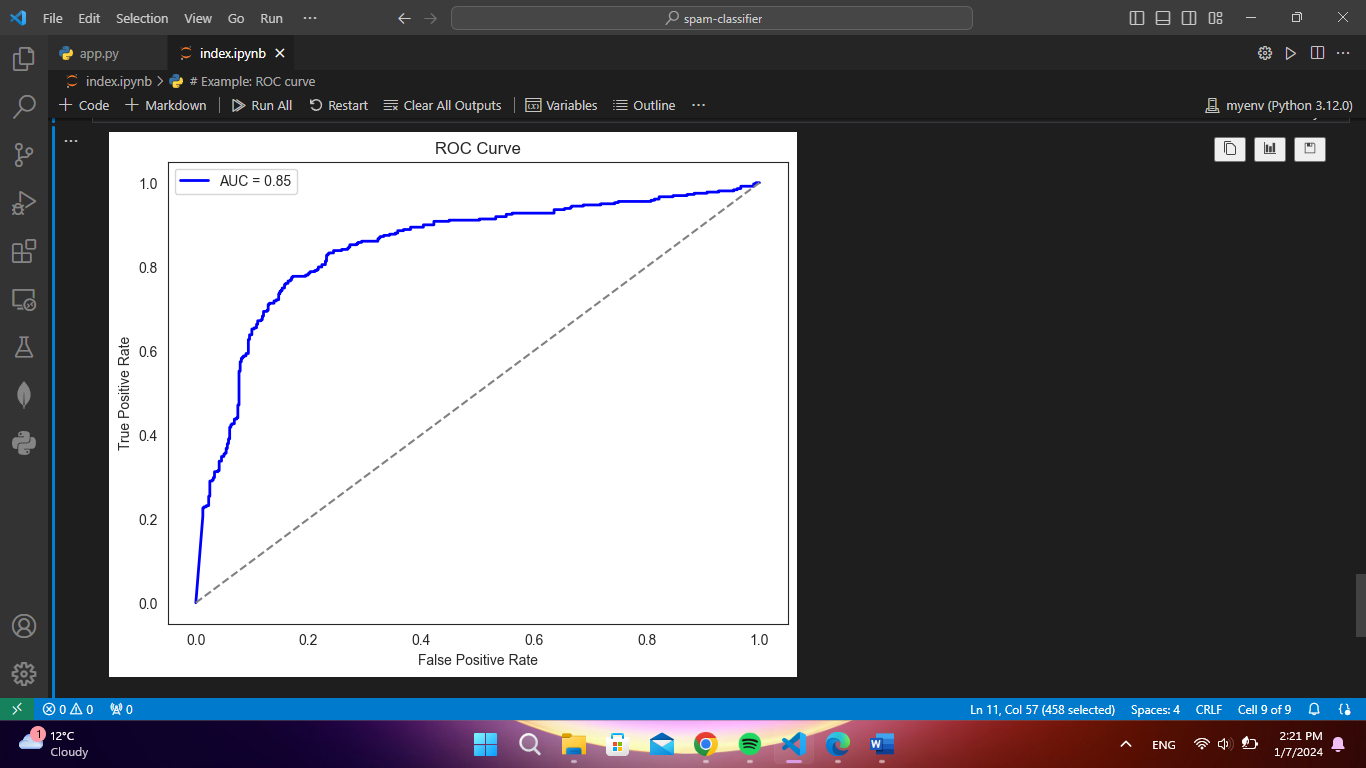 File Edit Selection View Go Run ··· spam-classifier
app.py index.ipynb
index.ipynb > # Example: ROC curve
Code Markdown Run All Restart Clear All Outputs Variables Outline ··· myenv (Python 3.12.0)
ROC Curve
AUC = 0.85
1.0
0.8
0.6
0.4
0.2
0.0
True Positive Rate
0.0 0.2 0.4 0.6 0.8 1.0
False Positive Rate
0 0 0 Ln 11, Col 57 (458 selected) Spaces: 4 CRLF Cell 9 of 9
1 12°C
Cloudy
ENG
2:21 PM
1/7/2024